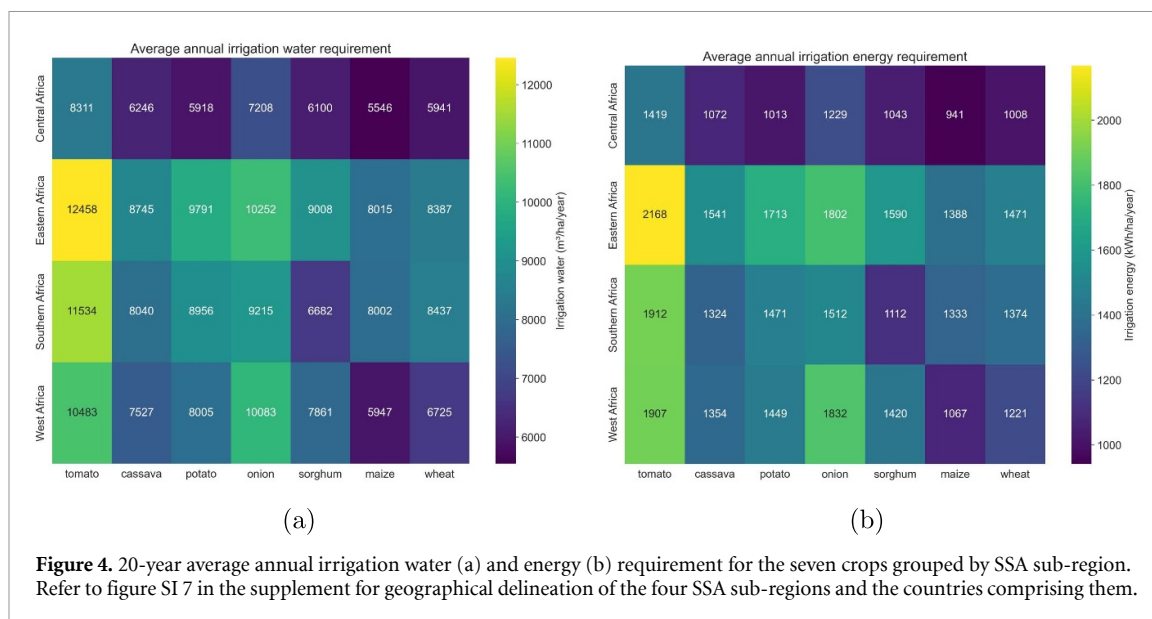 Average annual irrigation water requirement
Central Africa
8311 6246 5918 7208 6100 5546 5941
Eastern Africa
12458 8745 9791 10252 9008 8015 8387
Southern Africa
11534 8040 8956 9215 6682 8002 8437
West Africa
10483 7527 8005 10083 7861 5947 6725
tomato cassava potato onion sorghum maize wheat
12000
11000
10000
9000
8000
7000
6000
Irrigation water (m³/ha/year)
(a)
Average annual irrigation energy requirement
Central Africa
1419 1072 1013 1229 1043 941 1008
Eastern Africa
2168 1541 1713 1802 1590 1388 1471
Southern Africa
1912 1324 1471 1512 1112 1333 1374
West Africa
1907 1354 1449 1832 1420 1067 1221
tomato cassava potato onion sorghum maize wheat
2000
1800
1600
1400
1200
1000
Irrigation energy (kWh/ha/year)
(b)
Figure 4. 20-year average annual irrigation water (a) and energy (b) requirement for the seven crops grouped by SSA sub-region.
Refer to figure SI 7 in the supplement for geographical delineation of the four SSA sub-regions and the countries comprising them.